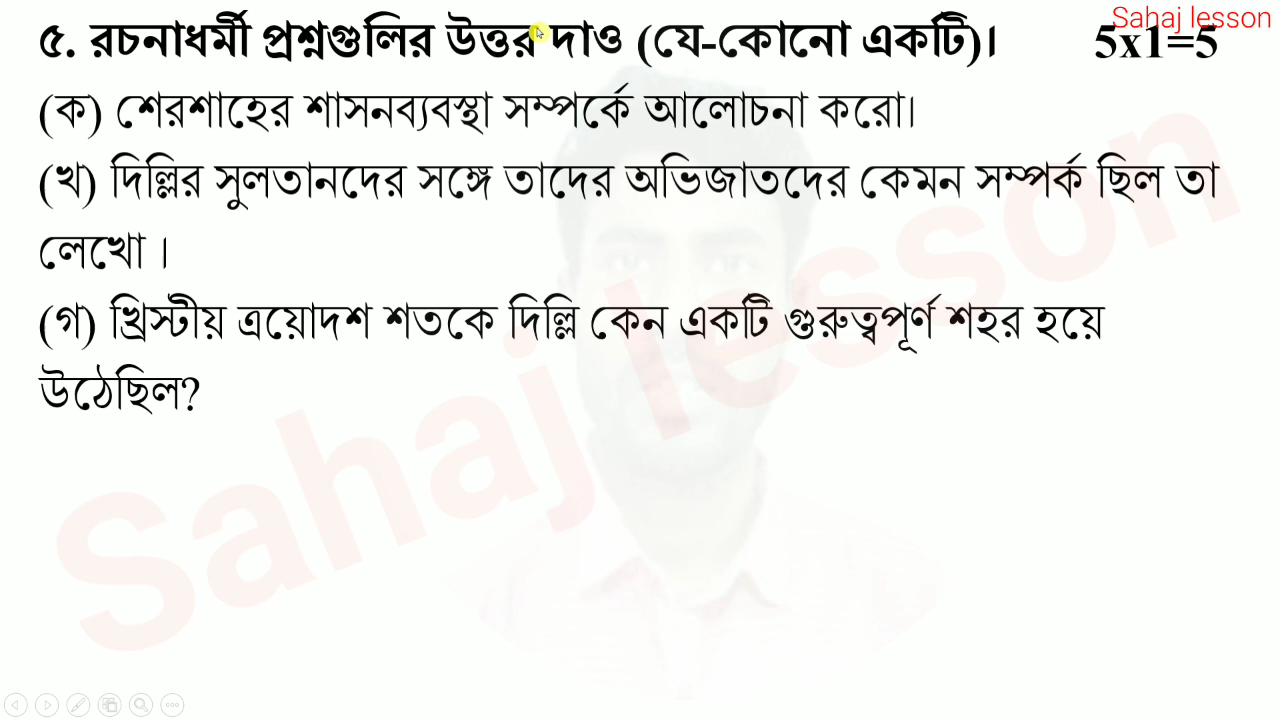 Sahaj lesson
৫. রচনাধর্মী প্রশ্নগুলির উত্তর দাও (যে-কোনো একটি)। 5x1=5
(ক) শেরশাহের শাসনব্যবস্থা সম্পর্কে আলোচনা করো।
(খ) দিল্লির সুলতানদের সঙ্গে তাদের অভিজাতদের কেমন সম্পর্ক ছিল তা
লেখো ।
(গ) খ্রিস্টীয় ত্রয়োদশ শতকে দিল্লি কেন একটি গুরুত্বপূর্ণ শহর হয়ে
উঠেছিল?
Sahaj lesson